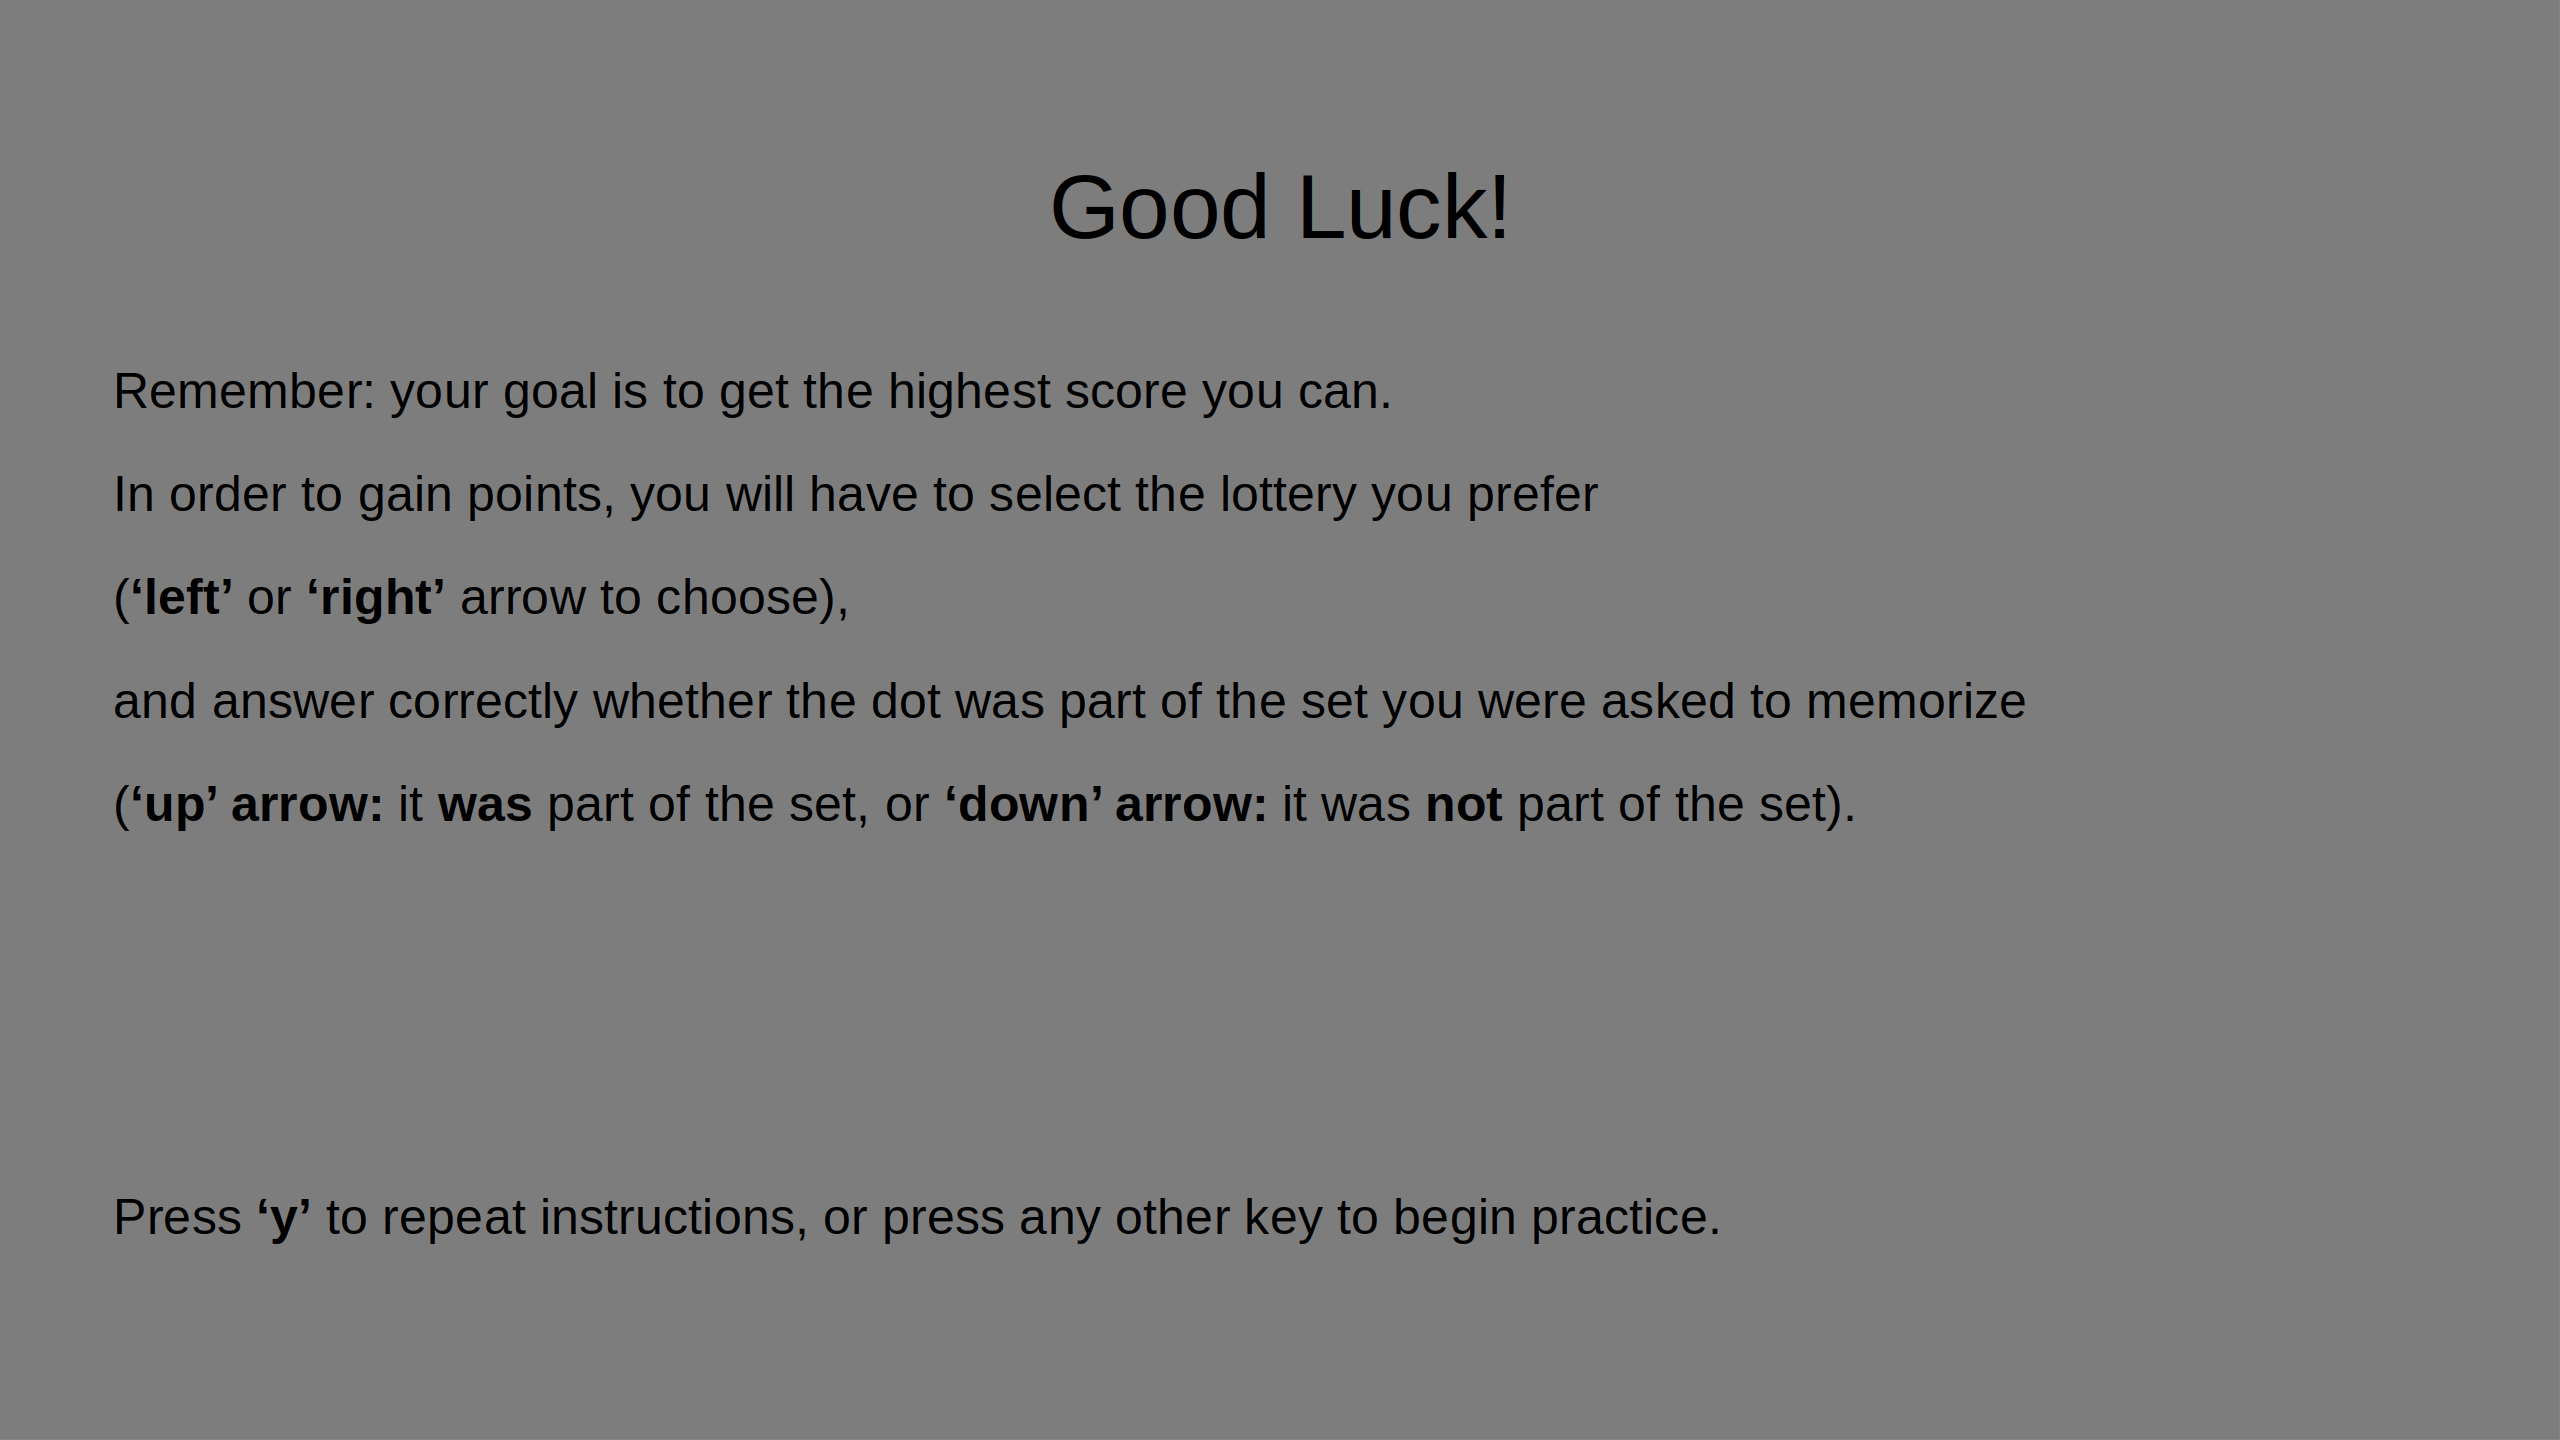 Good Luck!
Remember: your goal is to get the highest score you can.
In order to gain points, you will have to select the lottery you prefer
(‘left’ or ‘right’ arrow to choose),
and answer correctly whether the dot was part of the set you were asked to memorize
(‘up’ arrow: it was part of the set, or ‘down’ arrow: it was not part of the set).
Press ‘y’ to repeat instructions, or press any other key to begin practice.